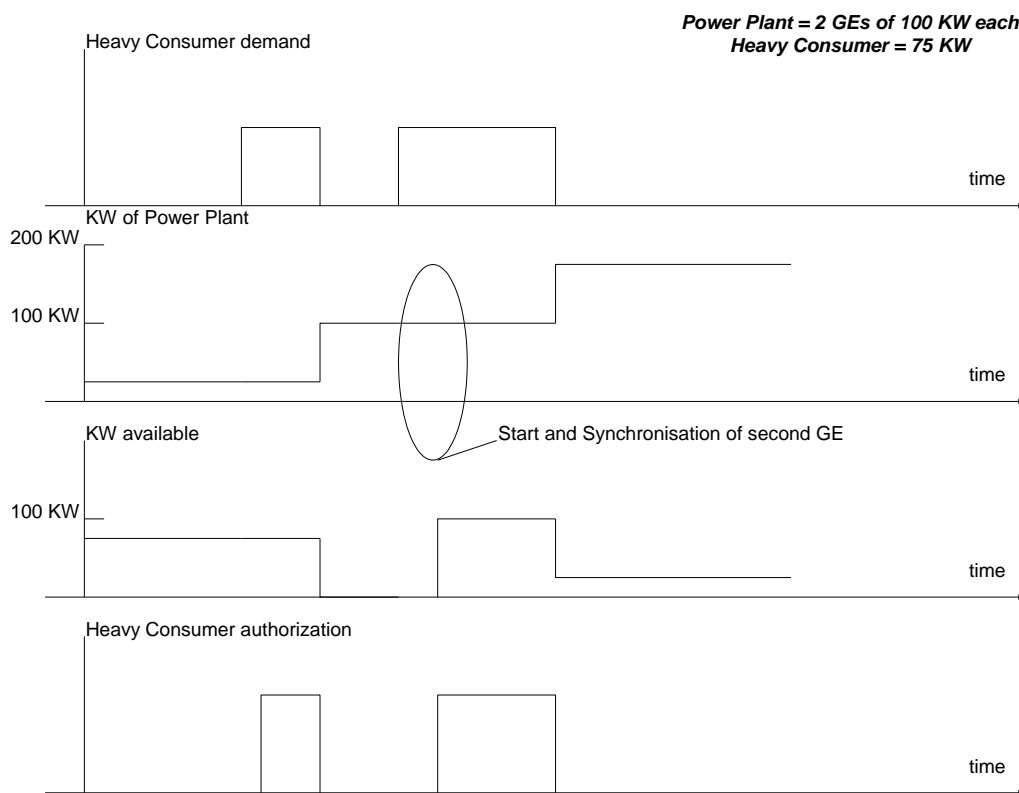 Power Plant = 2 GEs of 100 KW each
Heavy Consumer = 75 KW
Heavy Consumer demand
time
KW of Power Plant
200 KW
100 KW
time
KW available
Start and Synchronisation of second GE
100 KW
time
Heavy Consumer authorization
time